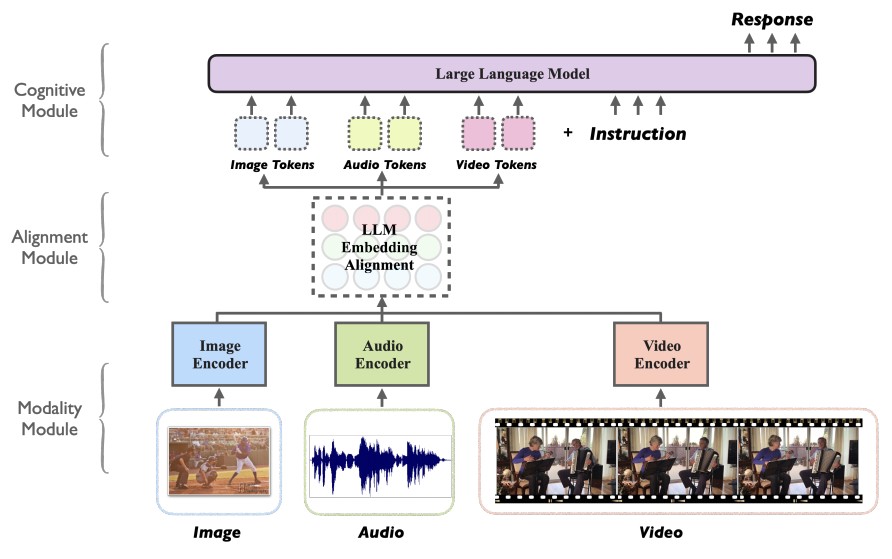 Response
Cognitive
Module
Large Language Model
+ Instruction
Image Tokens
Audio Tokens
Video Tokens
Alignment
Module
LLM
Embedding
Alignment
Image
Encoder
Audio
Encoder
Video
Encoder
Modality
Module
Image
Audio
Video